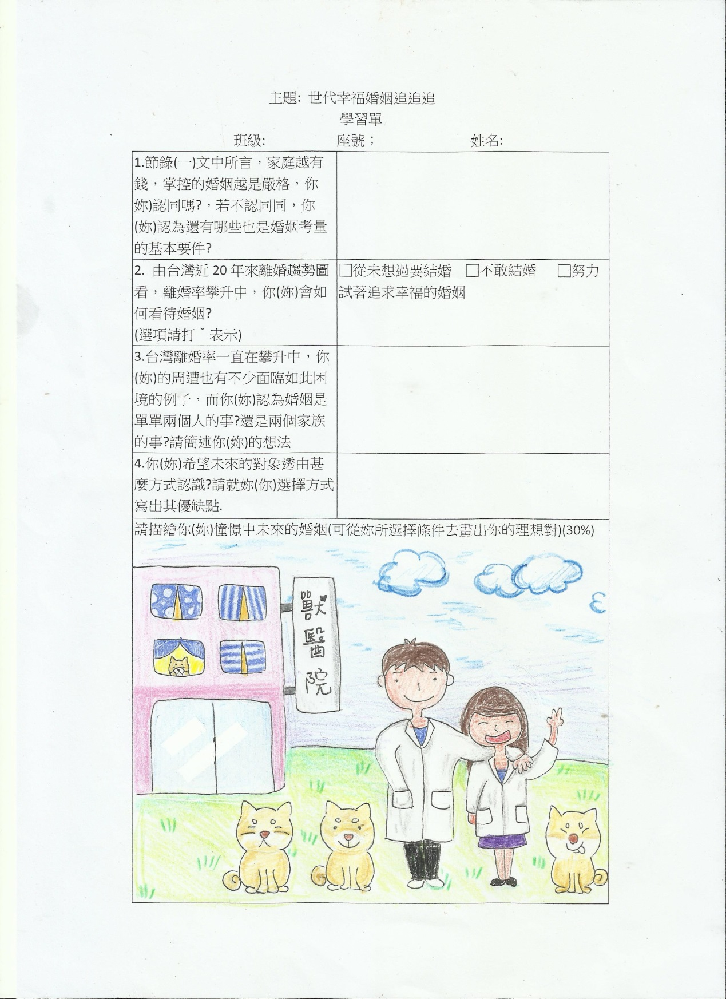 主題: 世代幸福婚姻追追追
學習單
班級: 座號； 姓名:
1.節錄(一)文中所言，家庭越有
錢，掌控的婚姻越是嚴格，你
妳)認同嗎?，若不認同同，你
(妳)認為還有哪些也是婚姻考量
的基本要件?
2. 由台灣近 20 年來離婚趨勢圖
看，離婚率攀升中，你(妳)會如
何看待婚姻?
(選項請打ˇ表示)
□從未想過要結婚 □不敢結婚 □努力
試著追求幸福的婚姻
3.台灣離婚率一直在攀升中，你
(妳)的周遭也有不少面臨如此困
境的例子，而你(妳)認為婚姻是
單單兩個人的事?還是兩個家族
的事?請簡述你(妳)的想法
4.你(妳)希望未來的對象透由甚
麼方式認識?請就妳(你)選擇方式
寫出其優缺點.
請描繪你(妳)憧憬中未來的婚姻(可從妳所選擇條件去畫出你的理想對)(30%)
獸醫院